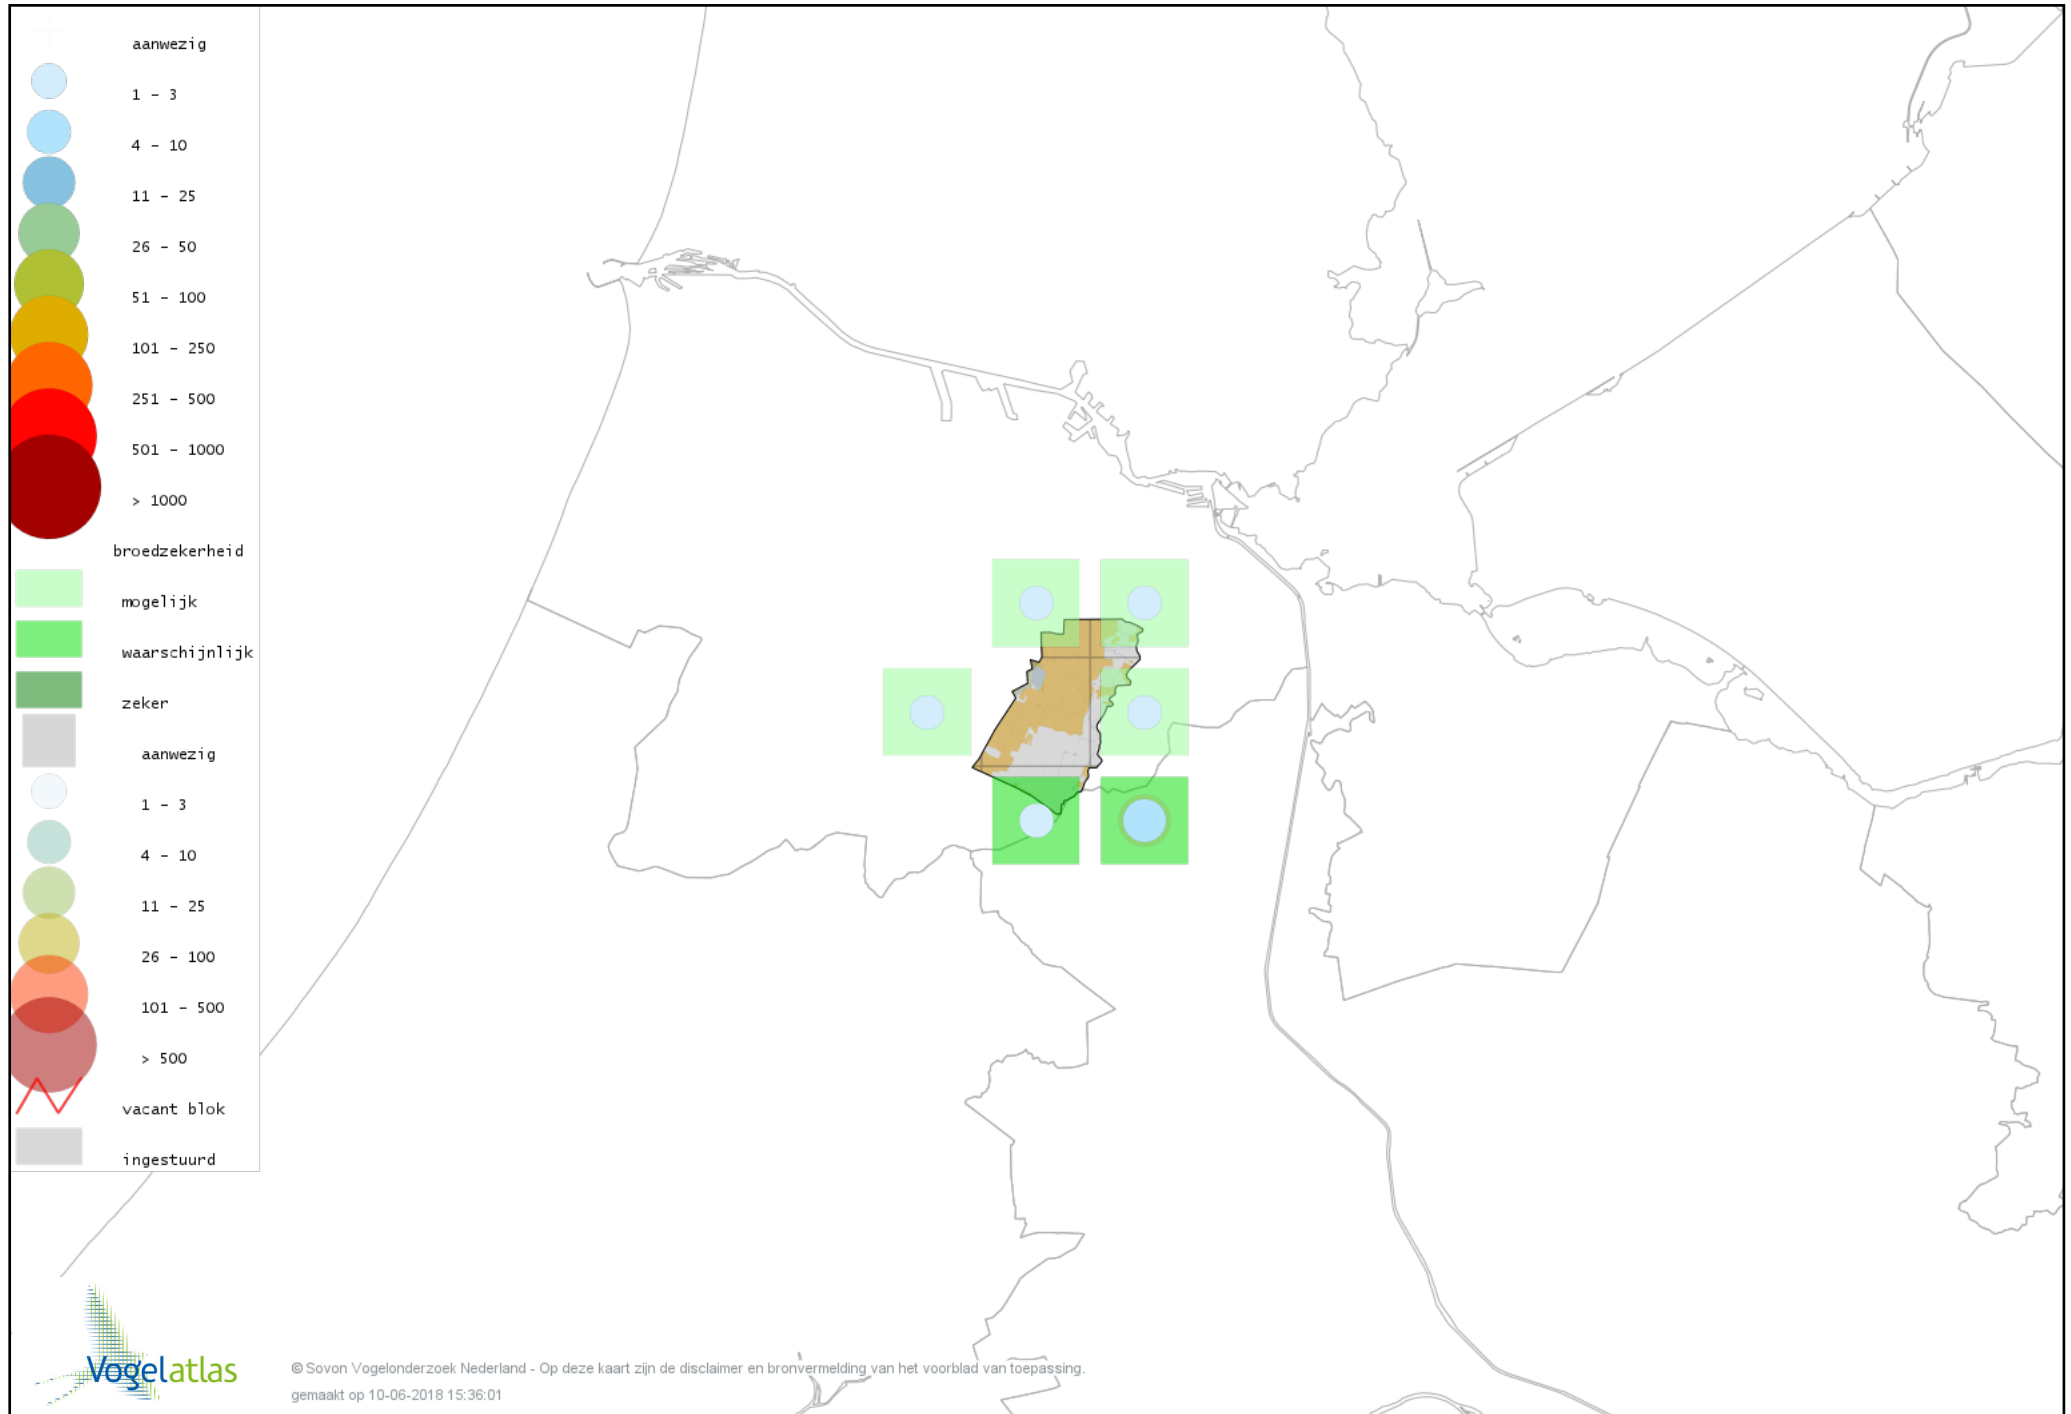 aanwezig
1 - 3
4 - 10
11 - 25
26 - 50
51 - 100
101 - 250
251 - 500
501 - 1000
> 1000
broedzekerheid
mogelijk
waarschijnlijk
zeker
aanwezig
1 - 3
4 - 10
11 - 25
26 - 100
101 - 500
> 500
vacant blok
ingestuurd
Vogelatlas
© Sovon Vogelonderzoek Nederland - Op deze kaart zijn de disclaimer en bronvermelding van het voorblad van toepassing.
gemaakt op 10-06-2018 15:36:01